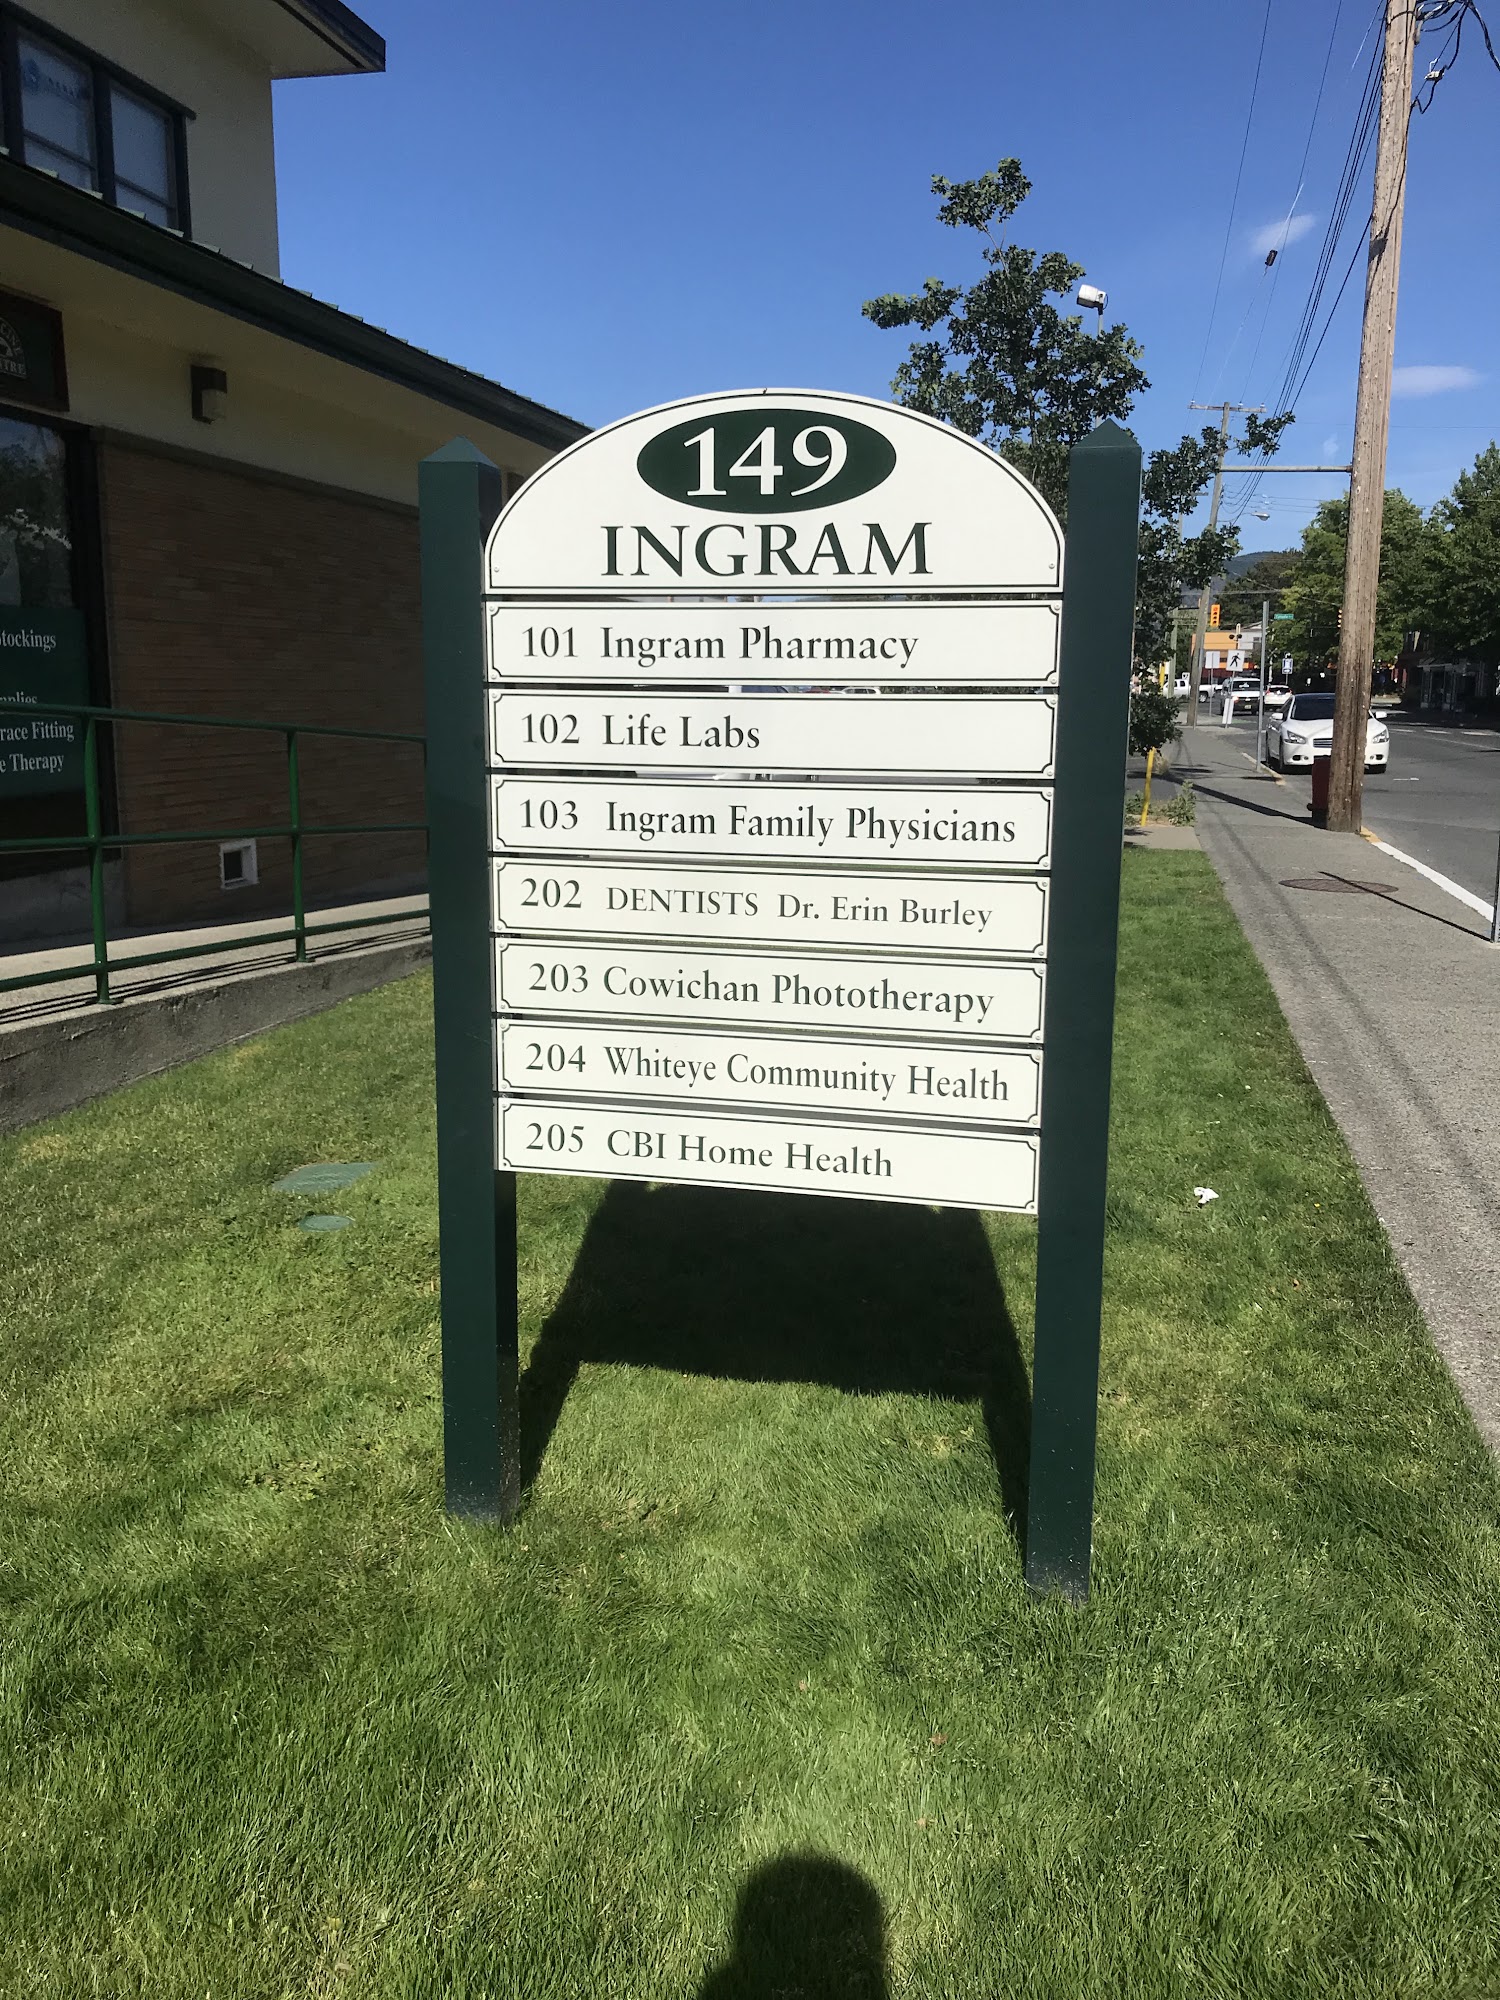 149
INGRAM
101 Ingram Pharmacy
102 Life Labs
103 Ingram Family Physicians
202 DENTISTS Dr. Erin Burley
203 Cowichan Phototherapy
204 Whiteye Community Health
205 CBI Home Health
Fitting
Therapy